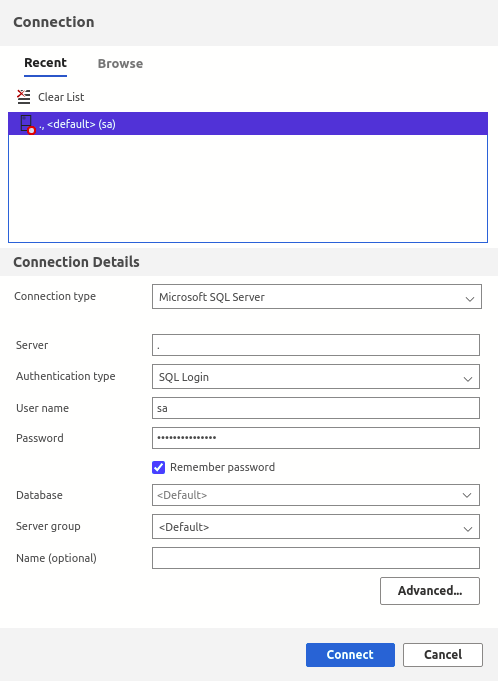 Connection
Recent Browse
Clear List
., <default> (sa)
Connection Details
Connection type Microsoft SQL Server
Server .
Authentication type SQL Login
User name sa
Password •••••••••••••••
Remember password
Database <Default>
Server group <Default>
Name (optional)
Advanced...
Connect Cancel